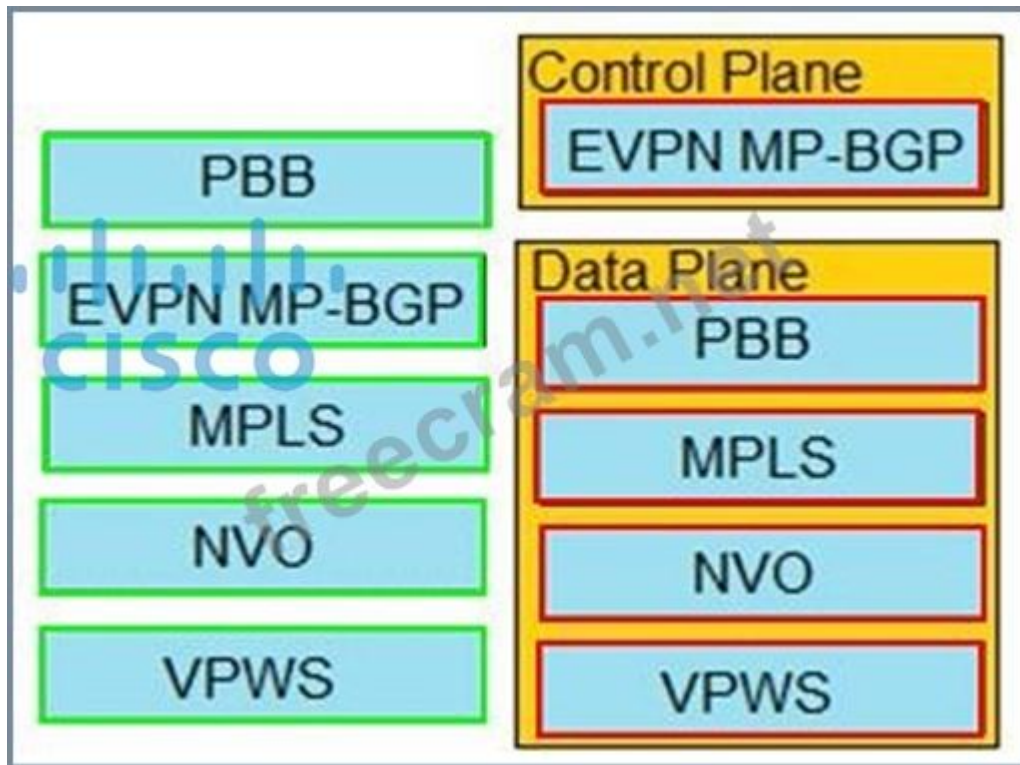 PBB
EVPN MP-BGP
CISCO
MPLS
NVO
VPWS
Control Plane
EVPN MP-BGP
Data Plane
PBB
MPLS
NVO
VPWS
freecram.net